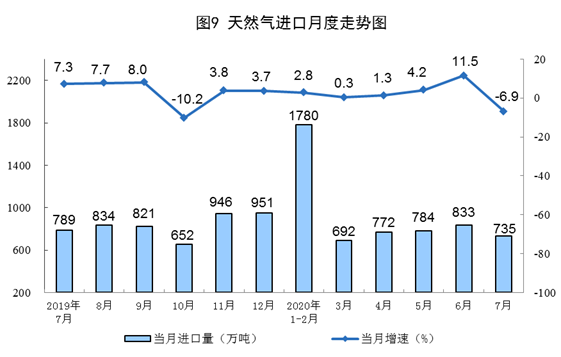 图9 天然气进口月度走势图
7.3 7.7 8.0 -10.2 3.8 3.7 2.8 0.3 1.3 4.2 11.5 -6.9
2200 1800 1400 1000 600 200
20 0 -20 -40 -60 -80 -100
789 834 821 652 946 951 1780 692 772 784 833 735
2019年 8月 9月 10月 11月 12月 2020年 3月 4月 5月 6月 7月
7月 1-2月
当月进口量（万吨） 当月增速（%）